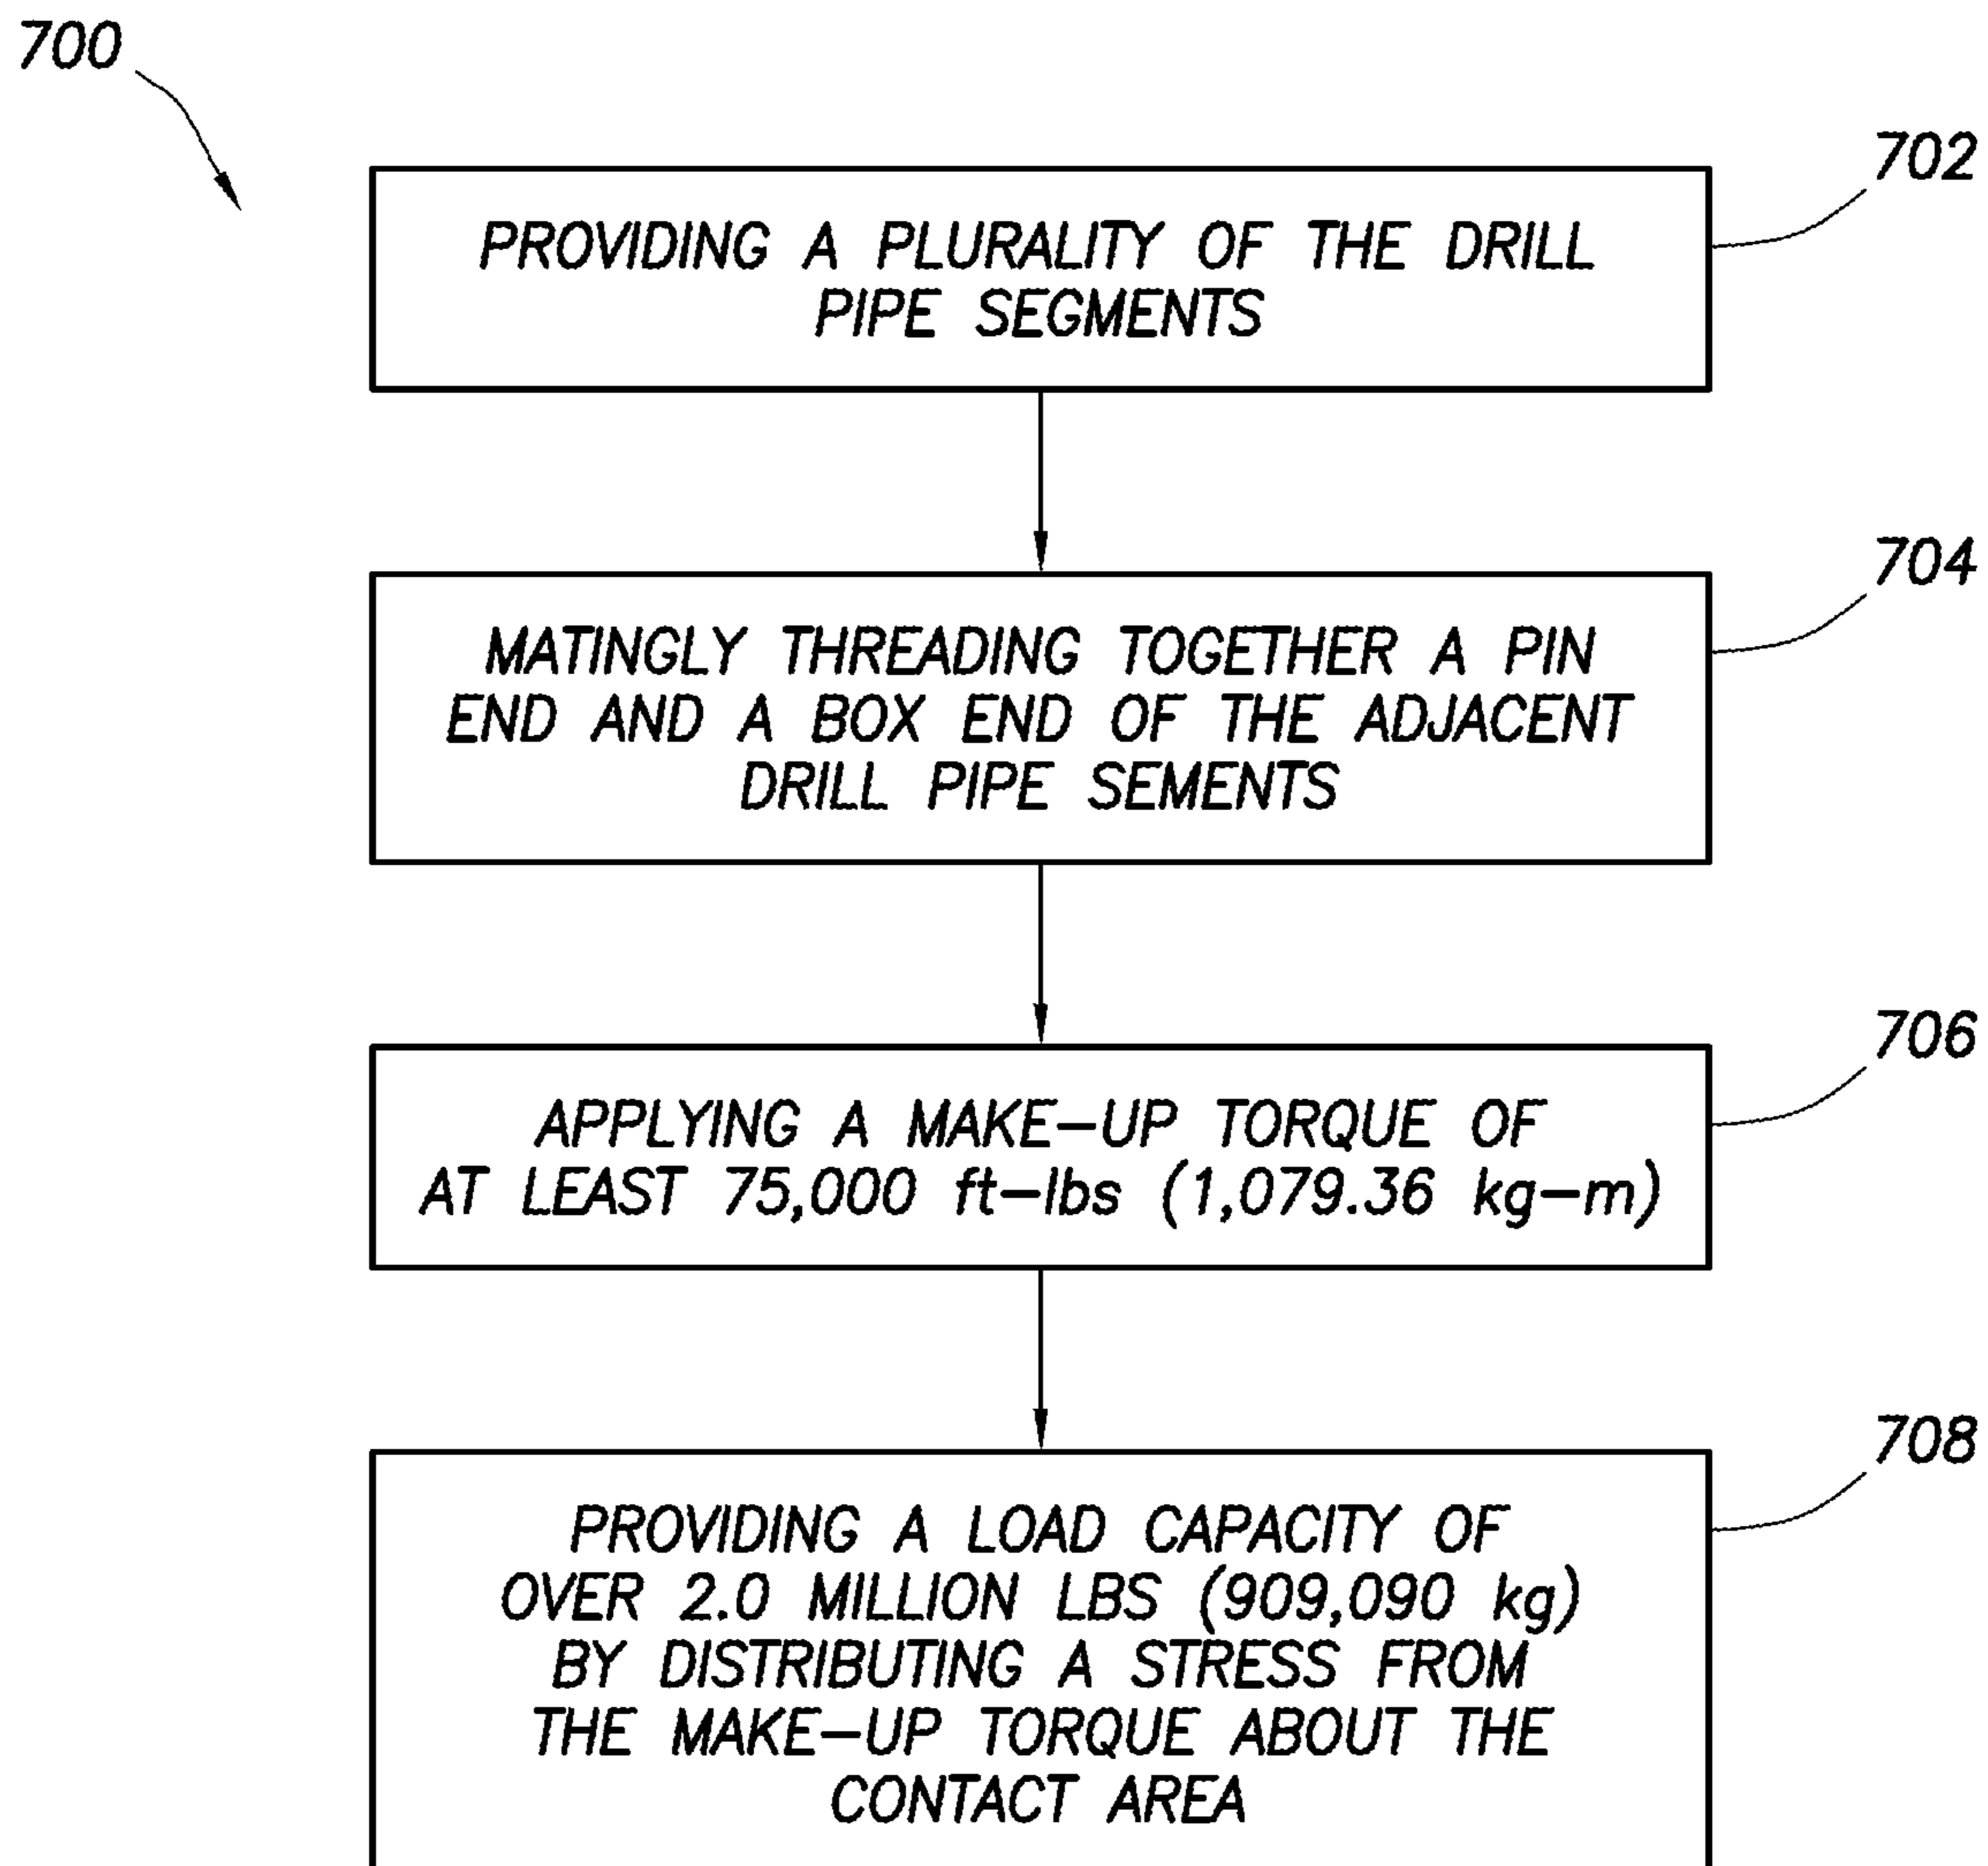 700
702
PROVIDING A PLURALITY OF THE DRILL
PIPE SEGMENTS
704
MATINGLY THREADING TOGETHER A PIN
END AND A BOX END OF THE ADJACENT
DRILL PIPE SEMENTS
706
APPLYING A MAKE-UP TORQUE OF
AT LEAST 75,000 ft-lbs (1,079.36 kg-m)
708
PROVIDING A LOAD CAPACITY OF
OVER 2.0 MILLION LBS (909,090 kg)
BY DISTRIBUTING A STRESS FROM
THE MAKE-UP TORQUE ABOUT THE
CONTACT AREA